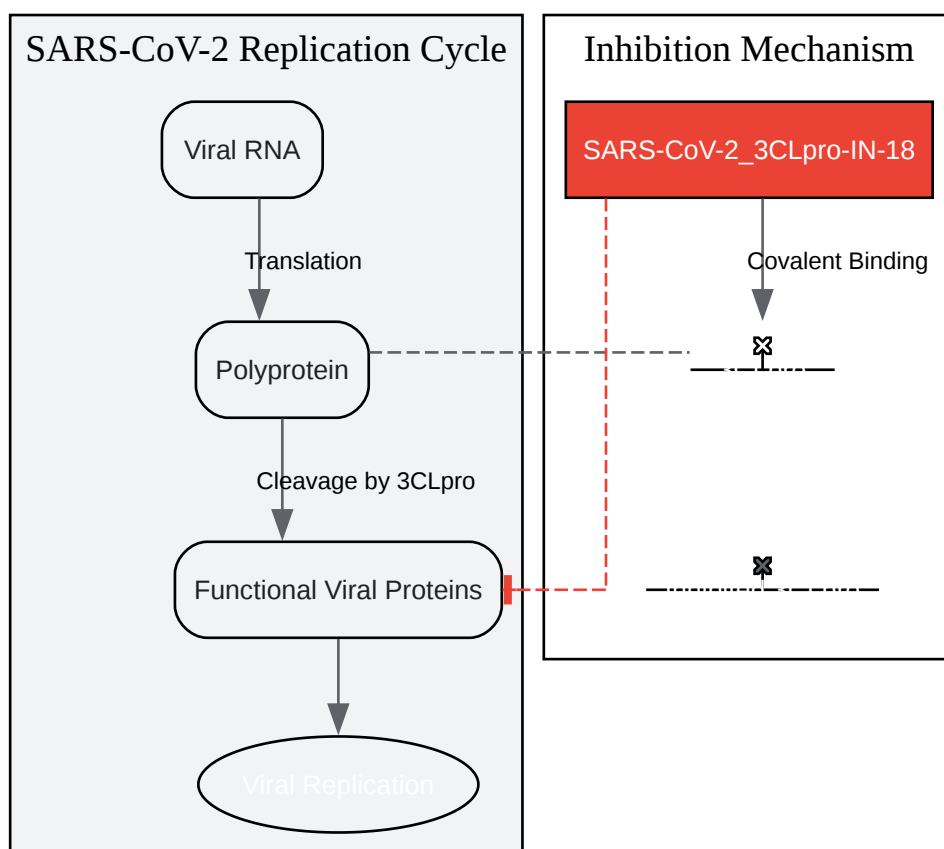 SARS-CoV-2 Replication Cycle
Inhibition Mechanism
Viral RNA
SARS-CoV-2_3CLpro-IN-18
Translation
Covalent Binding
Polyprotein
Cleavage by 3CLpro
Functional Viral Proteins
Viral Replication